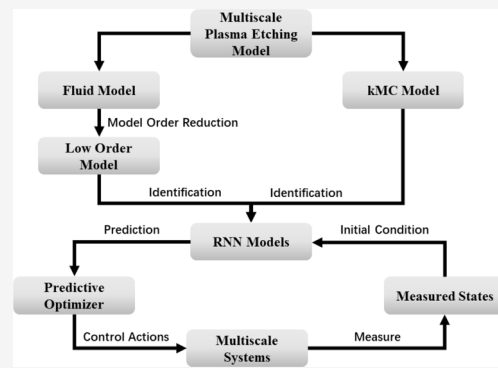 Multiscale
Plasma Etching
Model
Fluid Model
kMC Model
Model Order Reduction
Low Order
Model
Identification
Identification
Prediction
RNN Models
Initial Condition
Predictive
Optimizer
Measured States
Control Actions
Multiscale
Systems
Measure